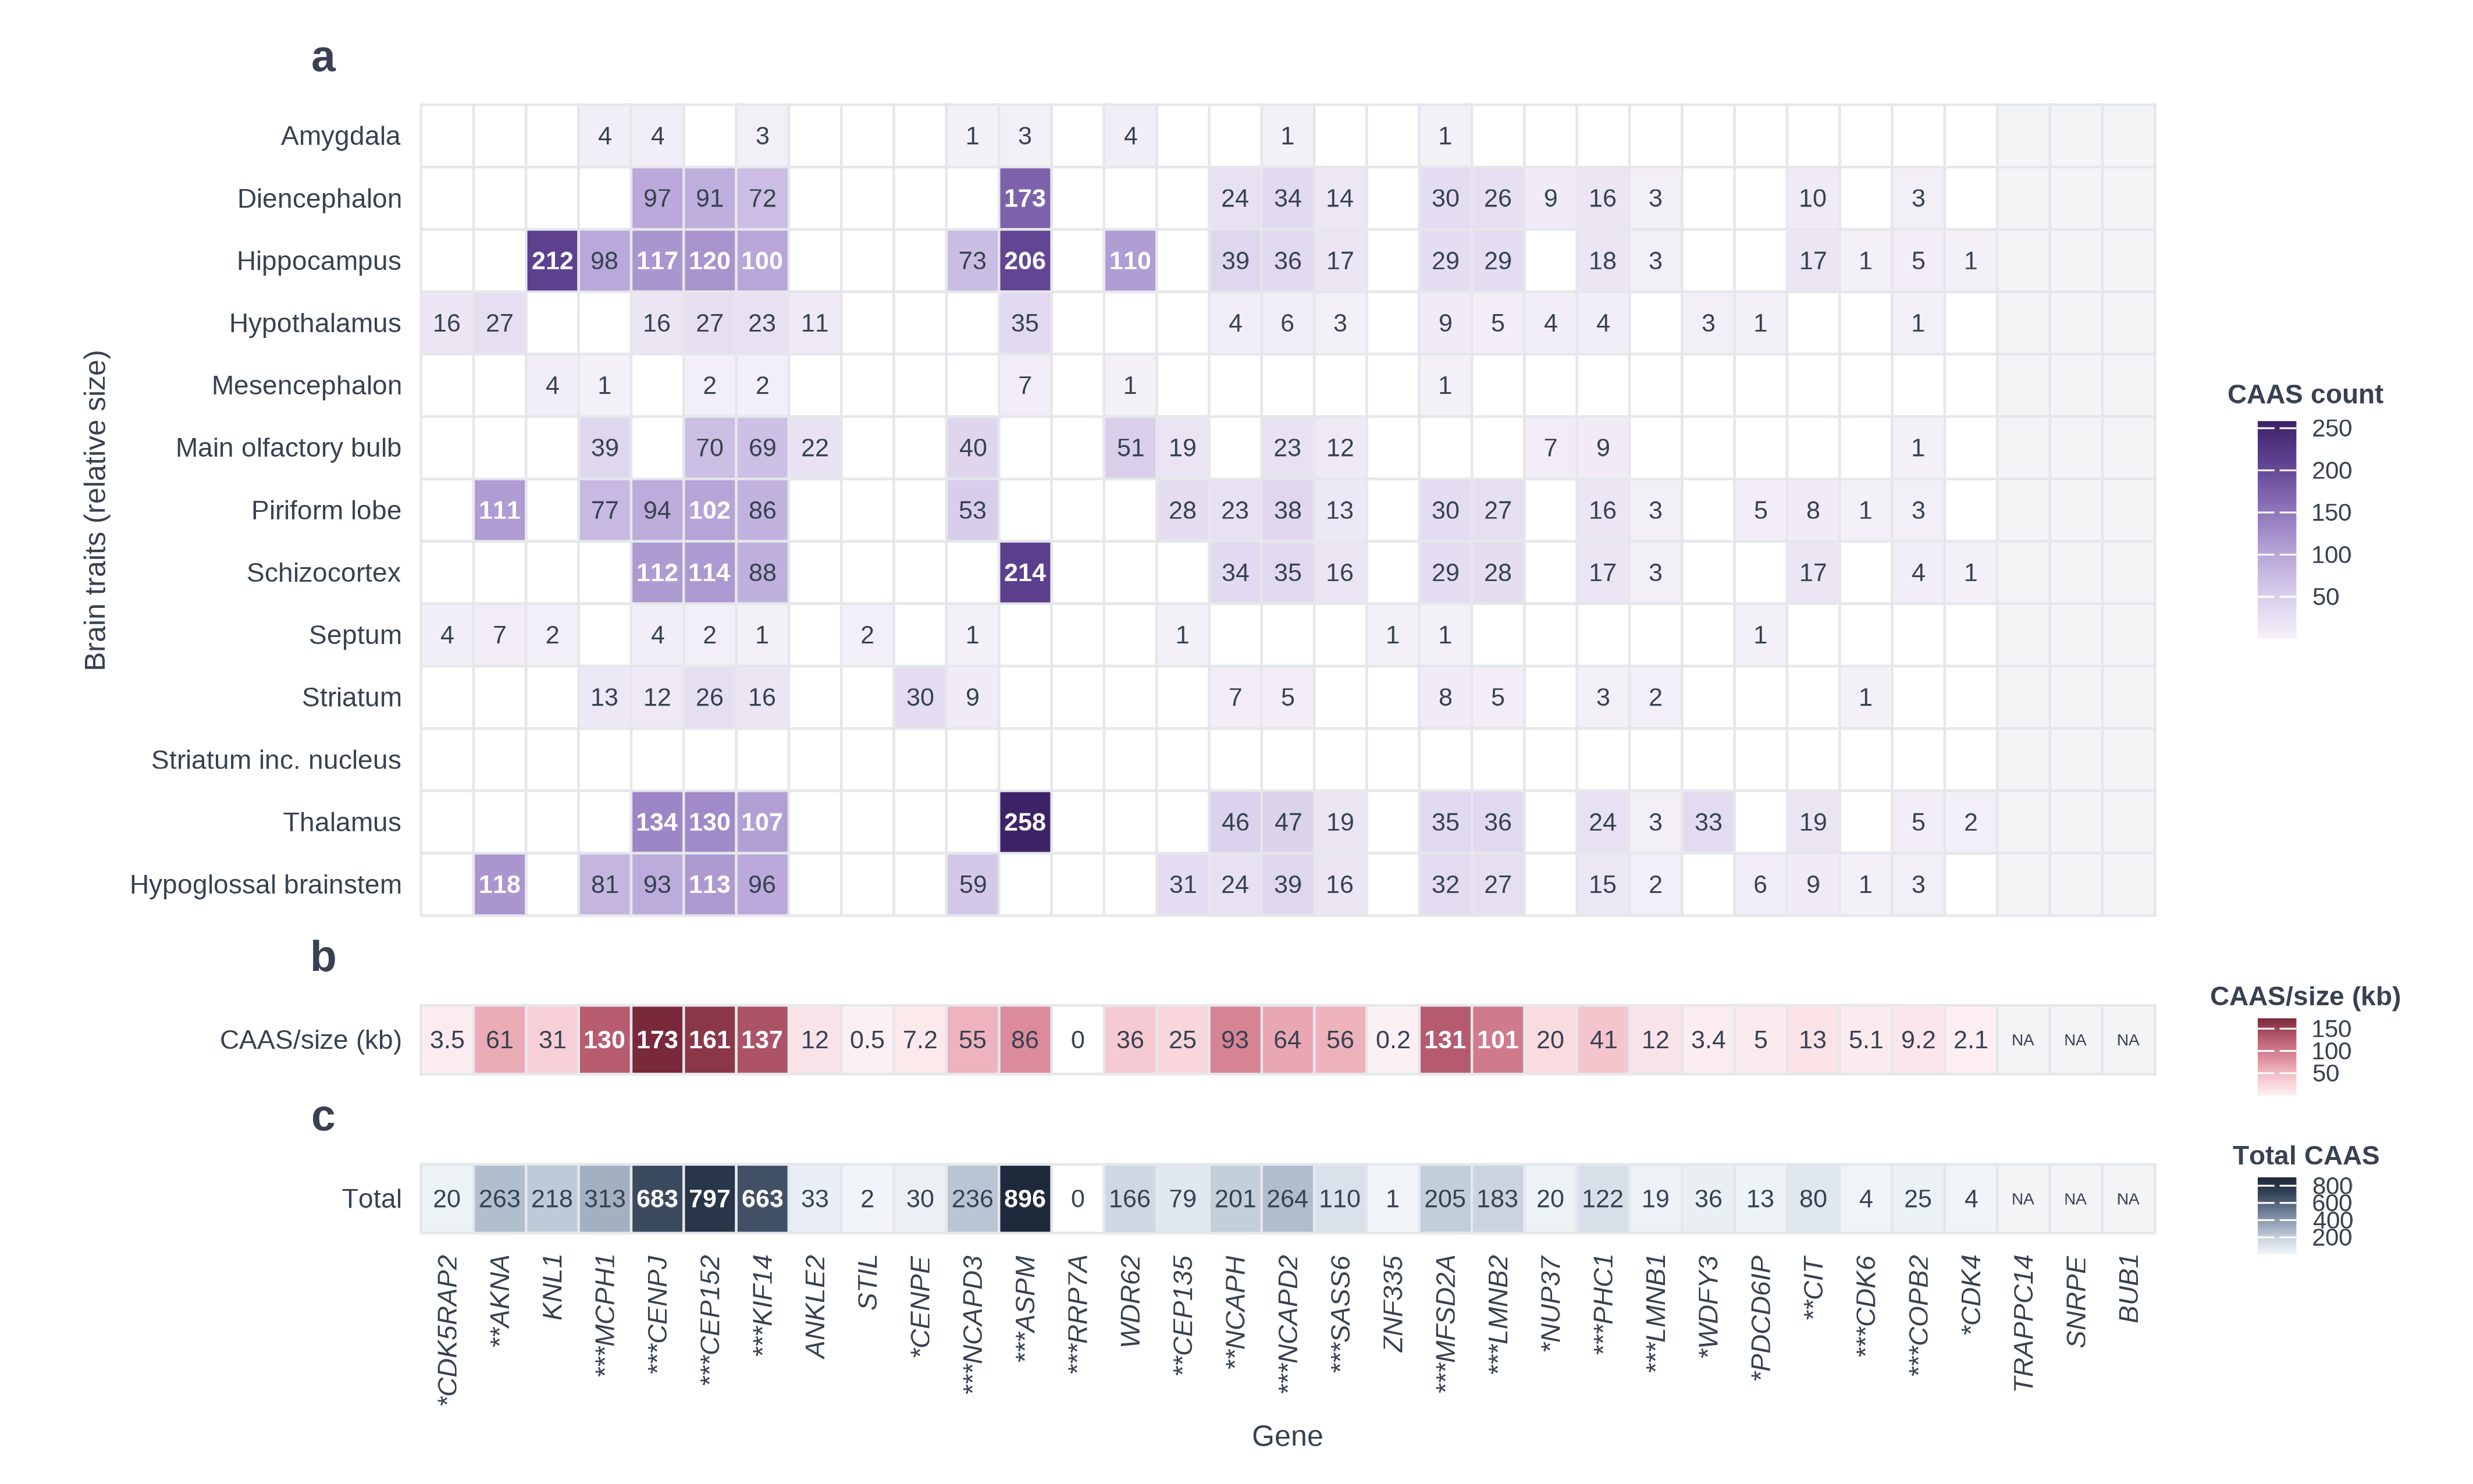 a
Amygdala 4 4 3 1 3 4 1 1
Diencephalon 97 91 72 173 24 34 14 30 26 9 16 3 10 3
Hippocampus 212 98 117 120 100 73 206 110 39 36 17 29 29 18 3 17 1 5 1
Hypothalamus 16 27 16 27 23 11 35 4 6 3 9 5 4 4 3 1 1
Mesencephalon 4 1 2 2 7 1 1
Main olfactory bulb 39 70 69 22 40 51 19 23 12 7 9 1
Piriform lobe 111 77 94 102 86 53 28 23 38 13 30 27 16 3 5 8 1 3
Schizocortex 112 114 88 214 34 35 16 29 28 17 3 17 4 1
Septum 4 7 2 4 2 1 2 1 1 1 1 1
Striatum 13 12 26 16 30 9 7 5 8 5 3 2 1
Striatum inc. nucleus
Thalamus 134 130 107 258 46 47 19 35 36 24 3 33 19 5 2
Hypoglossal brainstem 118 81 93 113 96 59 31 24 39 16 32 27 15 2 6 9 1 3
Brain traits (relative size)
CAAS count
250
200
150
100
50
b
CAAS/size (kb) 3.5 61 31 130 173 161 137 12 0.5 7.2 55 86 0 36 25 93 64 56 0.2 131 101 20 41 12 3.4 5 13 5.1 9.2 2.1 NA NA NA
CAAS/size (kb)
150
100
50
c
Total 20 263 218 313 683 797 663 33 2 30 236 896 0 166 79 201 264 110 1 205 183 20 122 19 36 13 80 4 25 4 NA NA NA
Total CAAS
800
600
400
200
*CDK5RAP2
**AKNA
KNL1
***MCPH1
***CENPJ
***CEP152
***KIF14
ANKLE2
STIL
*CENPE
***NCAPD3
***ASPM
***RRP7A
WDR62
**CEP135
**NCAPH
***NCAPD2
***SASS6
ZNF335
***MFSD2A
***LMNB2
*NUP37
***PHC1
***LMNB1
*WDFY3
*PDCD6IP
**CIT
***CDK6
***COPB2
*CDK4
TRAPPC14
SNRPE
BUB1
Gene